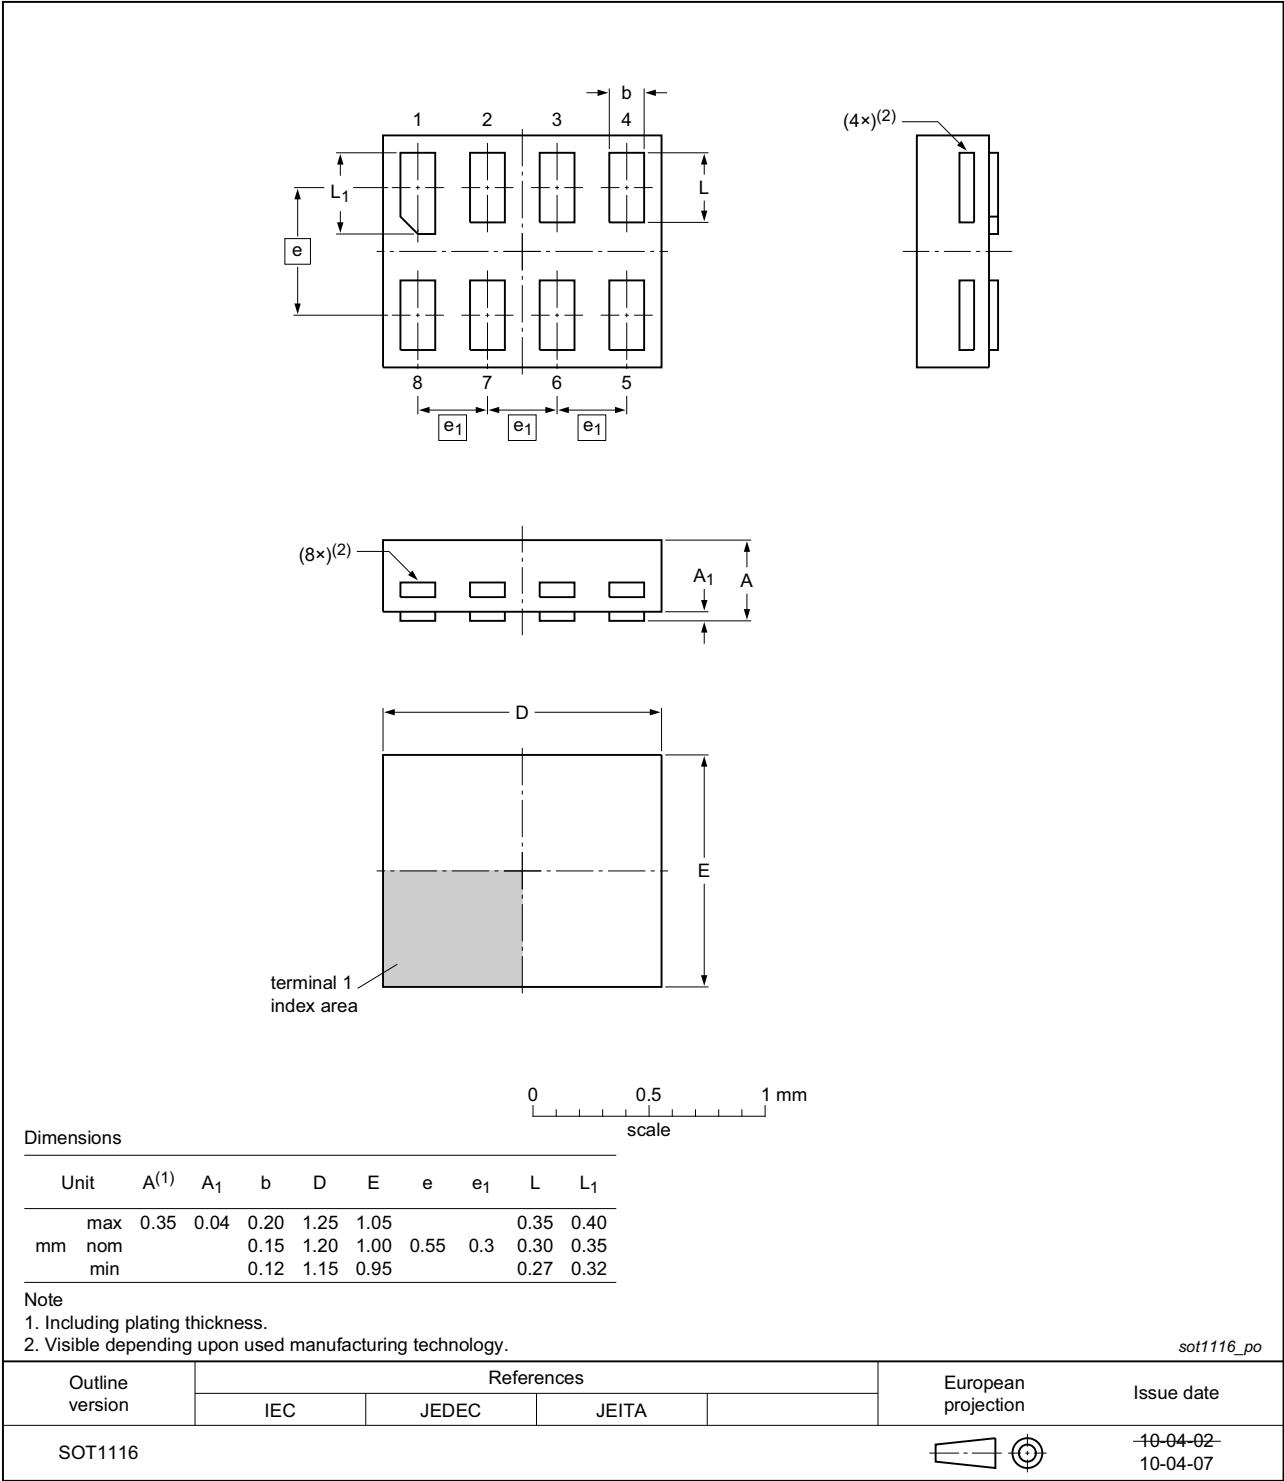 b
1 2 3 4
(4×)(2)
L1
L
e
8 7 6 5
e1 e1 e1
(8×)(2)
A1 A
D
E
terminal 1
index area
0 0.5 1 mm
scale
Dimensions
Unit A(1) A1 b D E e e1 L L1
max 0.35 0.04 0.20 1.25 1.05 0.35 0.40
mm nom 0.15 1.20 1.00 0.55 0.3 0.30 0.35
min 0.12 1.15 0.95 0.27 0.32
Note
1. Including plating thickness.
2. Visible depending upon used manufacturing technology.
sot1116_po
Outline
version
References
IEC JEDEC JEITA
European
projection
Issue date
SOT1116
10-04-02
10-04-07